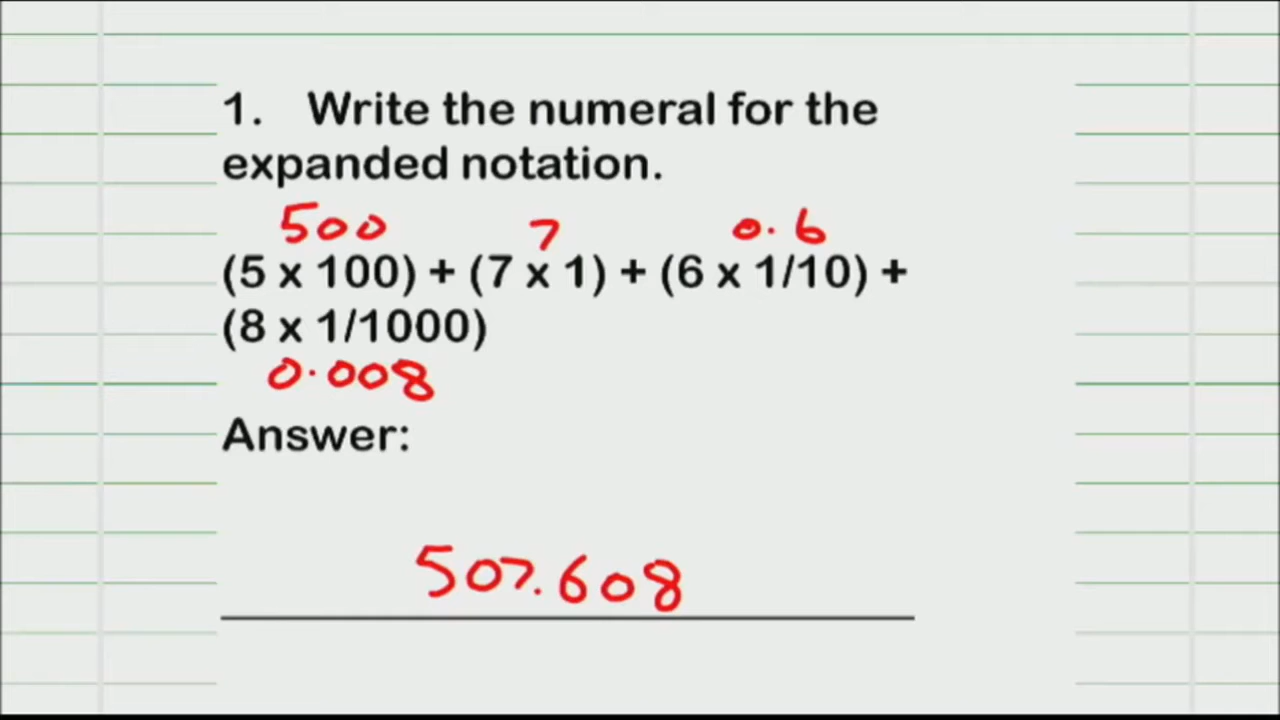 1. Write the numeral for the
expanded notation.
500 7 0.6
(5 x 100) + (7 x 1) + (6 x 1/10) +
(8 x 1/1000)
0.008
Answer:
507.608